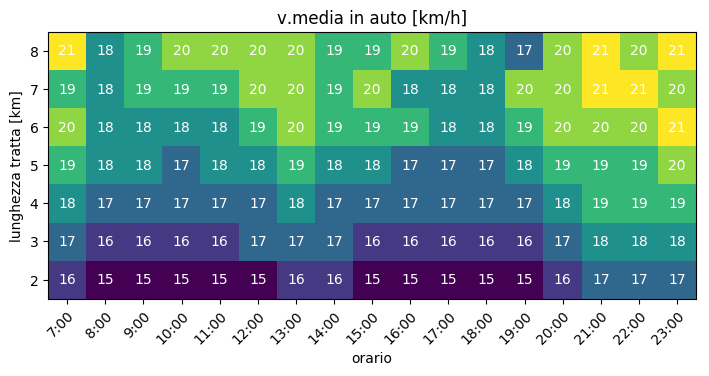 v.media in auto [km/h]
lunghezza tratta [km]
8 21 18 19 20 20 20 20 19 19 20 19 18 17 20 21 20 21
7 19 18 19 19 19 20 20 19 20 18 18 18 20 20 21 21 20
6 20 18 18 18 18 19 20 19 19 19 18 18 19 20 20 20 21
5 19 18 18 17 18 18 19 18 18 17 17 17 18 19 19 19 20
4 18 17 17 17 17 17 18 17 17 17 17 17 17 18 19 19 19
3 17 16 16 16 16 17 17 17 16 16 16 16 16 17 18 18 18
2 16 15 15 15 15 15 16 16 15 15 15 15 15 16 17 17 17
7:00 8:00 9:00 10:00 11:00 12:00 13:00 14:00 15:00 16:00 17:00 18:00 19:00 20:00 21:00 22:00 23:00
orario